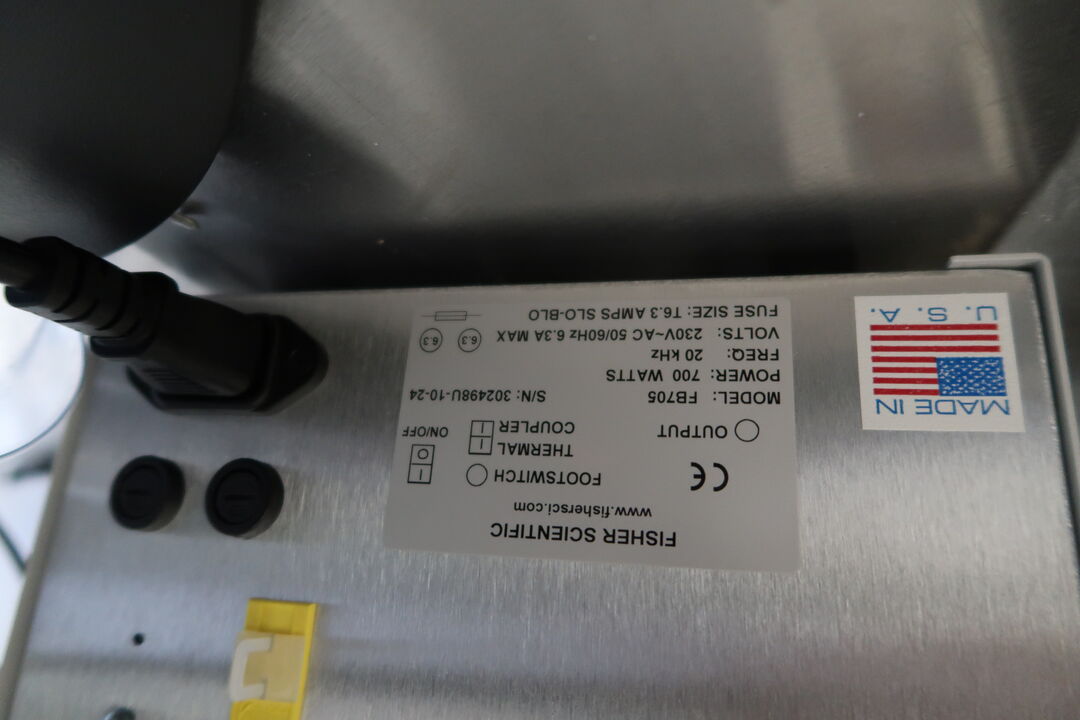 FISHER SCIENTIFIC
www.fishersci.com
FOOTSWITCH
THERMAL
COUPLER
ON/OFF
OUTPUT
MODEL: FB705 S/N: 302498U-10-24
POWER: 700 WATTS
FREQ: 20 kHz
VOLTS: 230V~AC 50/60Hz 6.3A MAX 6.3 6.3
FUSE SIZE: T6.3 AMPS SLO-BLO
MADE IN
U. S. A.